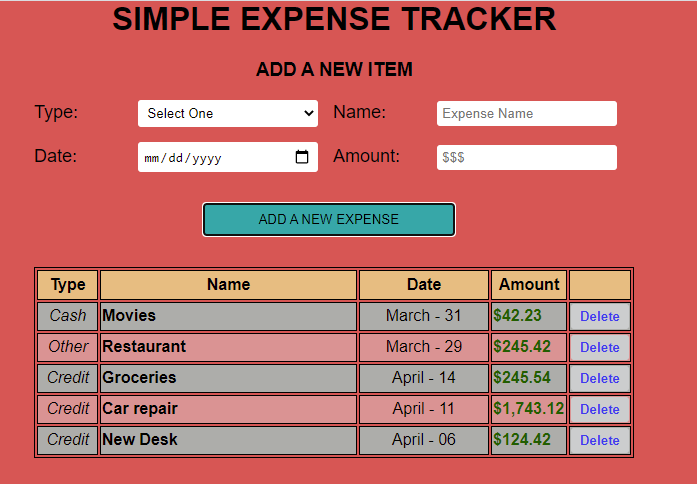 SIMPLE EXPENSE TRACKER
ADD A NEW ITEM
Type: Select One Name: Expense Name
Date: mm/dd/yyyy Amount: $$$
ADD A NEW EXPENSE
Type Name Date Amount
Cash Movies March - 31 $42.23 Delete
Other Restaurant March - 29 $245.42 Delete
Credit Groceries April - 14 $245.54 Delete
Credit Car repair April - 11 $1,743.12 Delete
Credit New Desk April - 06 $124.42 Delete